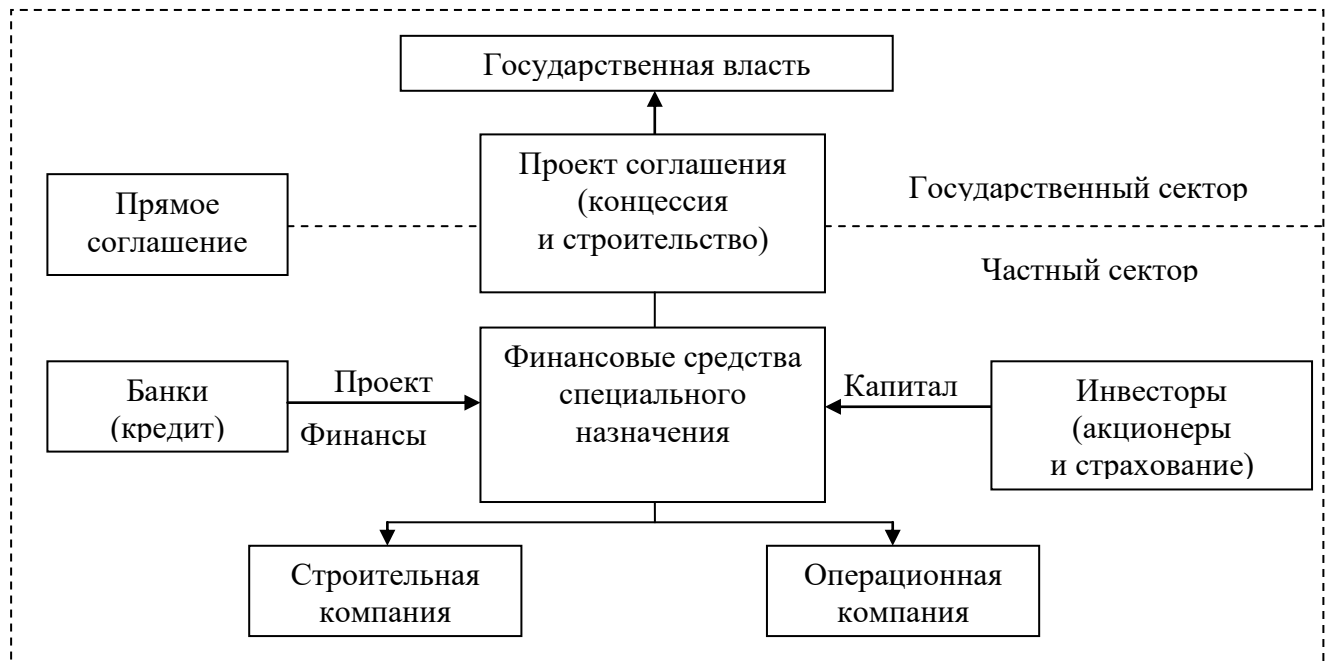 Государственная власть
Проект соглашения
(концессия
и строительство)
Государственный сектор
Прямое
соглашение
Частный сектор
Финансовые средства
специального
назначения
Банки
(кредит)
Проект
Финансы
Капитал
Инвесторы
(акционеры
и страхование)
Строительная
компания
Операционная
компания